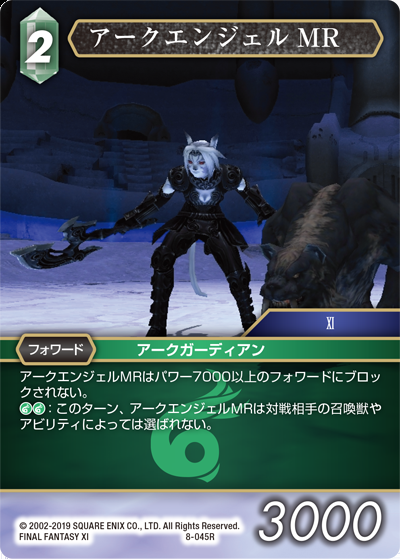 2
アークエンジェル MR
XI
フォワード
アークガーディアン
アークエンジェルMRはパワー7000以上のフォワードにブロッ
クされない。
: このターン、アークエンジェルMRは対戦相手の召喚獣や
アビリティによっては選ばれない。
© 2002-2019 SQUARE ENIX CO., LTD. All Rights Reserved.
FINAL FANTASY XI
8-045R
3000